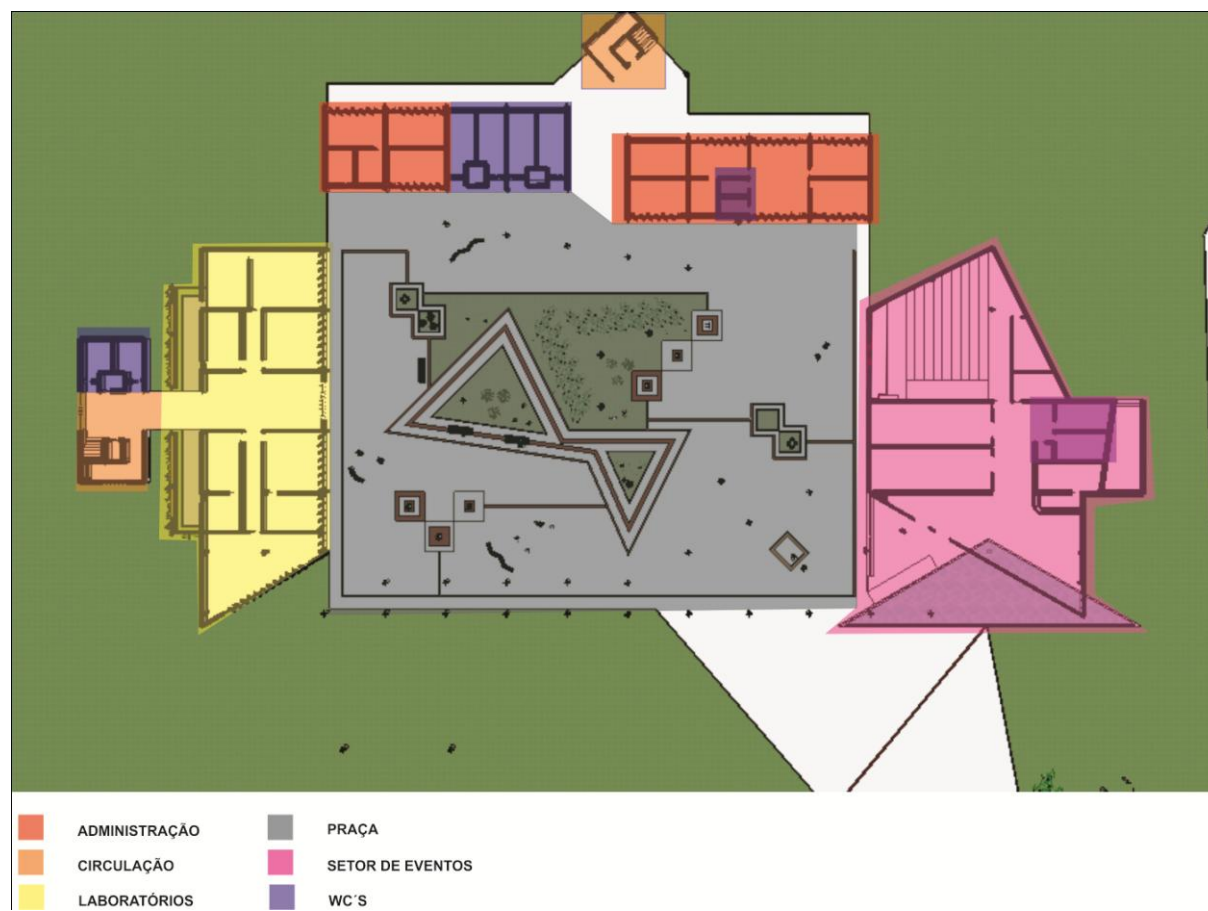 ADMINISTRAÇÃO
CIRCULAÇÃO
LABORATÓRIOS
PRAÇA
SETOR DE EVENTOS
WC´S